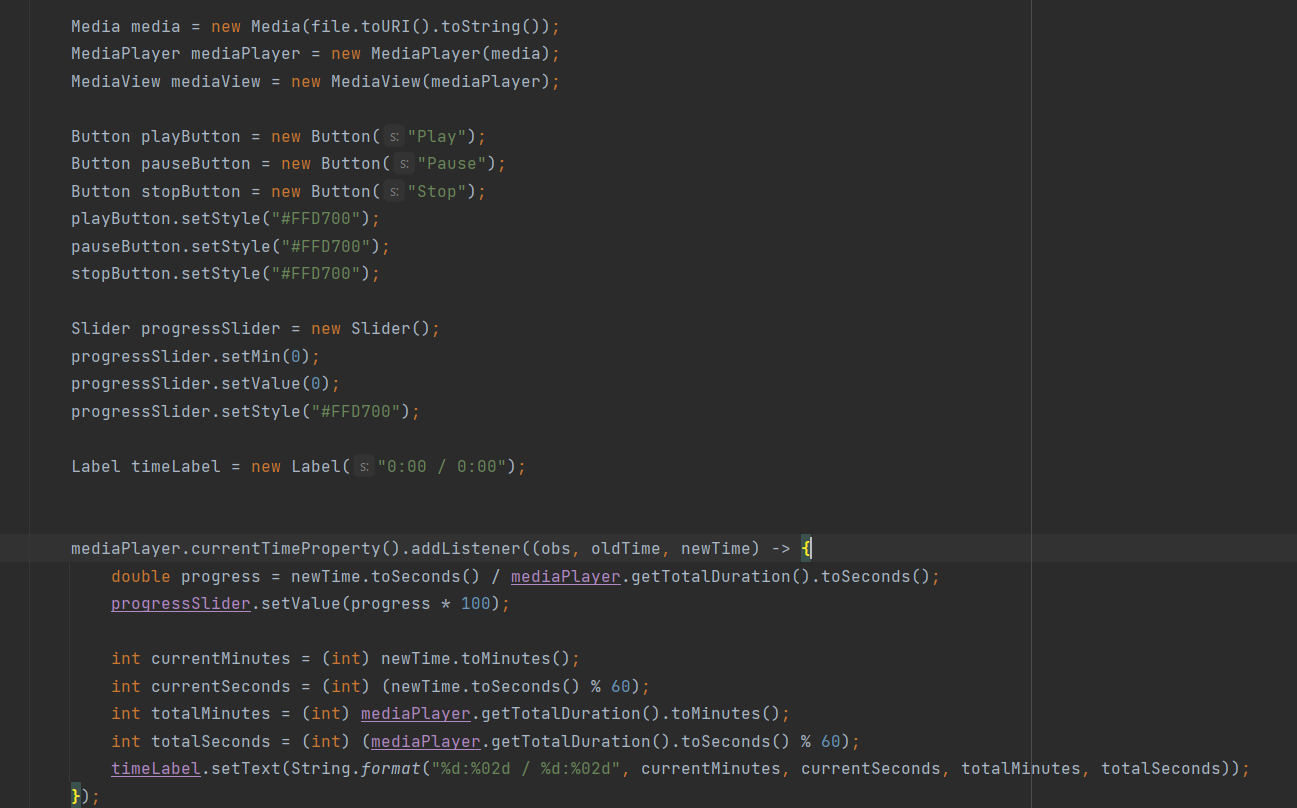 Media media = new Media(file.toURI().toString());
MediaPlayer mediaPlayer = new MediaPlayer(media);
MediaView mediaView = new MediaView(mediaPlayer);
Button playButton = new Button( s: "Play");
Button pauseButton = new Button( s: "Pause");
Button stopButton = new Button( s: "Stop");
playButton.setStyle("#FFD700");
pauseButton.setStyle("#FFD700");
stopButton.setStyle("#FFD700");
Slider progressSlider = new Slider();
progressSlider.setMin(0);
progressSlider.setValue(0);
progressSlider.setStyle("#FFD700");
Label timeLabel = new Label( s: "0:00 / 0:00");
mediaPlayer.currentTimeProperty().addListener((obs, oldTime, newTime) -> {
double progress = newTime.toSeconds() / mediaPlayer.getTotalDuration().toSeconds();
progressSlider.setValue(progress * 100);
int currentMinutes = (int) newTime.toMinutes();
int currentSeconds = (int) (newTime.toSeconds() % 60);
int totalMinutes = (int) mediaPlayer.getTotalDuration().toMinutes();
int totalSeconds = (int) (mediaPlayer.getTotalDuration().toSeconds() % 60);
timeLabel.setText(String.format("%d:%02d / %d:%02d", currentMinutes, currentSeconds, totalMinutes, totalSeconds));
});